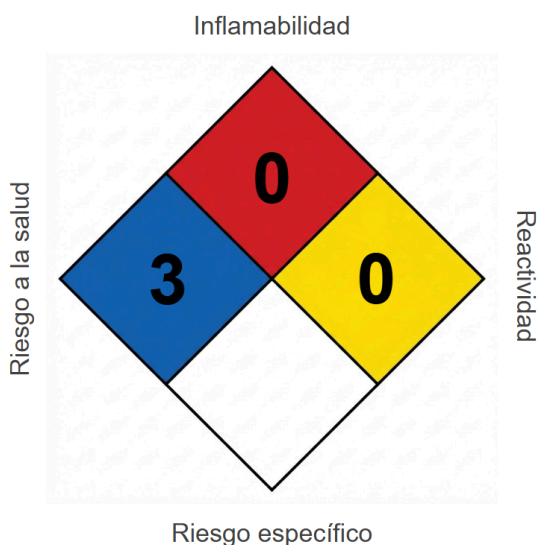 Inflamabilidad
0
Riesgo a la salud
3
0
Reactividad
Riesgo específico